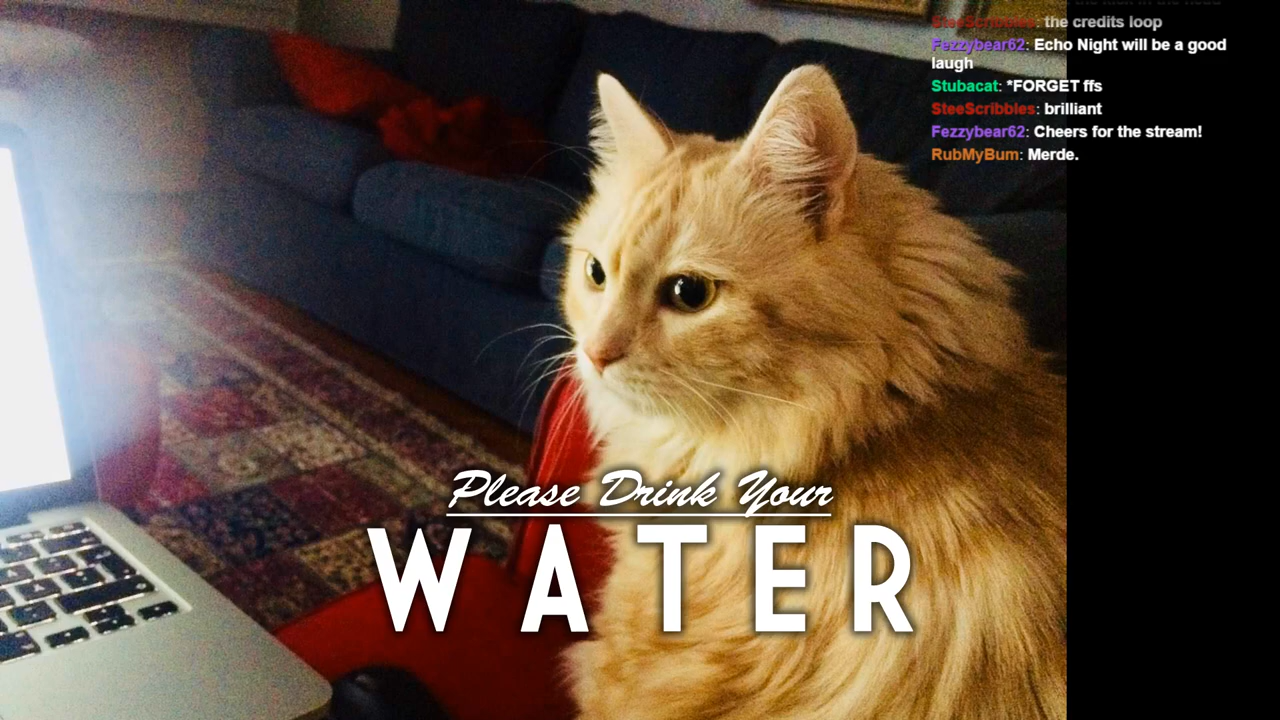 SteeScribbles: the credits loop
Fezzybear62: Echo Night will be a good
laugh
Stubacat: *FORGET ffs
SteeScribbles: brilliant
Fezzybear62: Cheers for the stream!
RubMyBum: Merde.
Please Drink Your
WATER